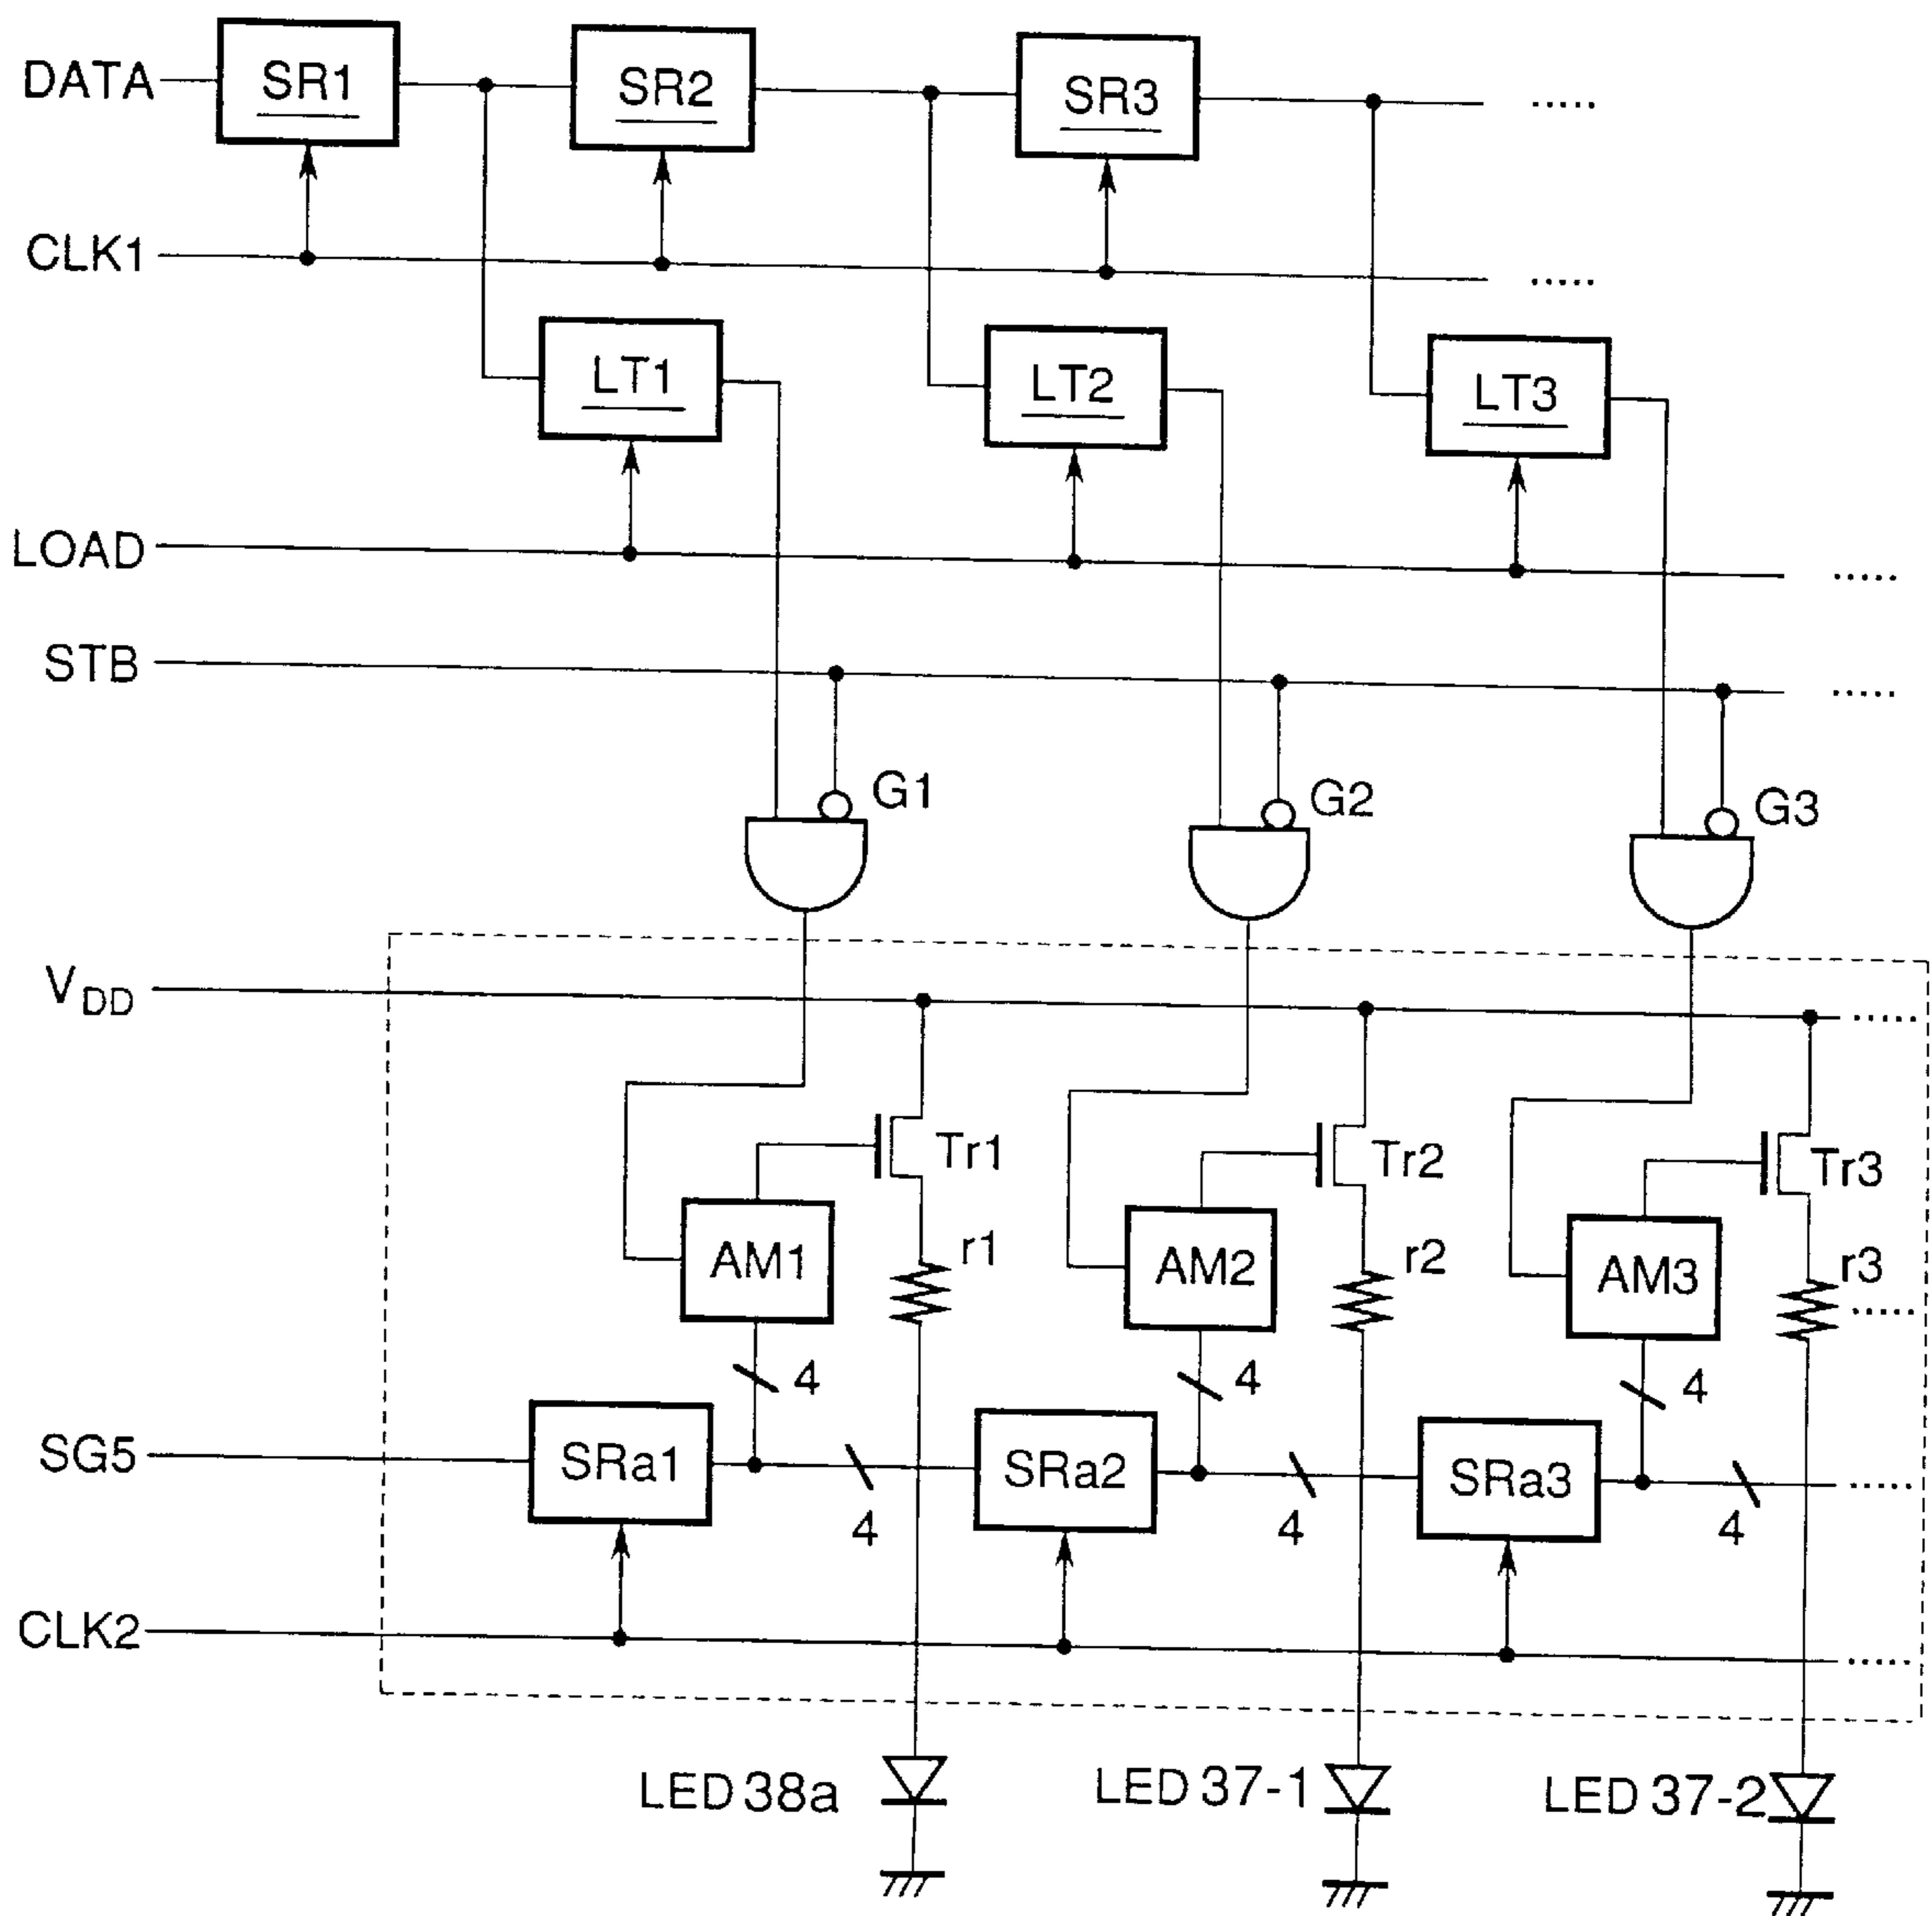 DATA SR1 SR2 SR3 .....
CLK1 .....
LT1 LT2 LT3
LOAD .....
STB .....
G1 G2 G3
VDD .....
Tr1 Tr2 Tr3
AM1 r1 AM2 r2 AM3 r3 .....
4 4 4
SG5 SRa1 SRa2 SRa3 .....
4 4 4
CLK2 .....
LED 38a LED 37-1 LED 37-2